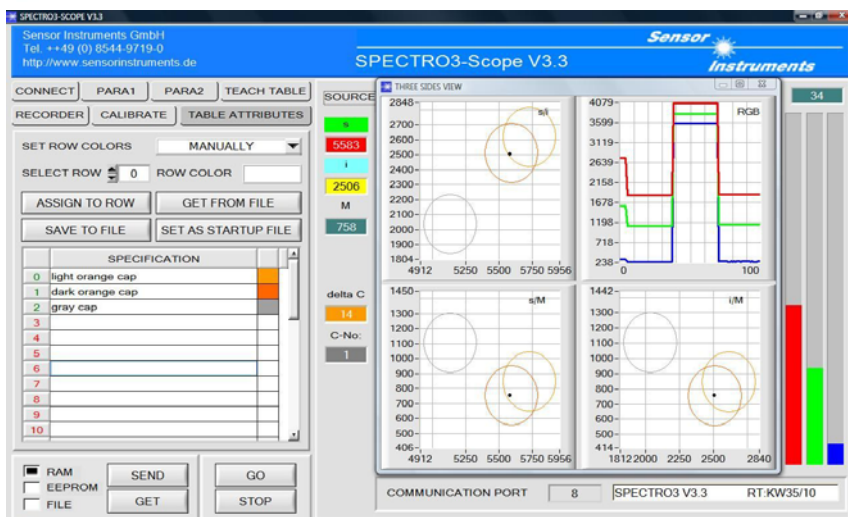 SPECTRO3-SCOPE V3.3
Sensor Instruments GmbH
Tel. ++49 (0) 8544-9719-0
http://www.sensorinstruments.de
SPECTRO3-Scope V3.3
Sensor
Instruments
CONNECT PARA1 PARA2 TEACH TABLE
RECORDER CALIBRATE TABLE ATTRIBUTES
SET ROW COLORS MANUALLY
SELECT ROW 0 ROW COLOR
ASSIGN TO ROW GET FROM FILE
SAVE TO FILE SET AS STARTUP FILE
SPECIFICATION
0 light orange cap
1 dark orange cap
2 gray cap
3
4
5
6
7
8
9
10
RAM
EEPROM
FILE
SEND GO
GET STOP
SOURCE
s
5583
i
2506
M
758
delta C
14
C-No:
1
THREE SIDES VIEW
s/i
2848
2700
2600
2500
2400
2300
2200
2100
2000
1900
1804
4912 5250 5500 5750 5956
RGB
4079
3599
3119
2639
2158
1678
1198
718
238
0 100
s/M
1450
1300
1200
1100
1000
900
800
700
600
500
406
4912 5250 5500 5750 5956
i/M
1442
1300
1200
1100
1000
900
800
700
600
500
414
1812 2000 2250 2500 2840
34
COMMUNICATION PORT 8 SPECTRO3 V3.3 RT:KW35/10